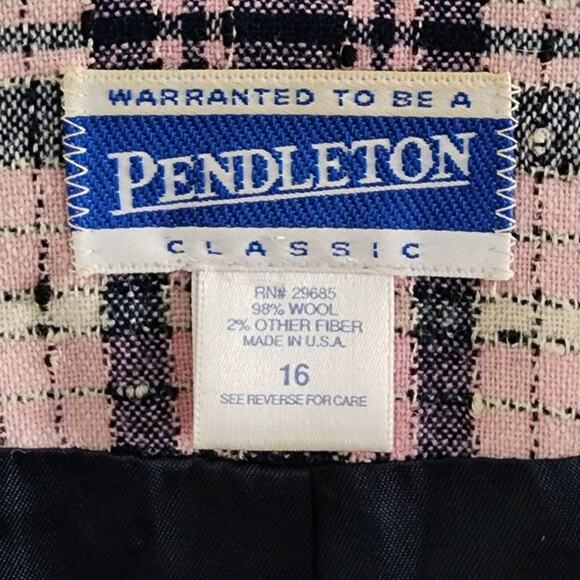 WARRANTED TO BE A
PENDLETON
CLASSIC
RN# 29685
98% WOOL
2% OTHER FIBER
MADE IN U.S.A.
16
SEE REVERSE FOR CARE